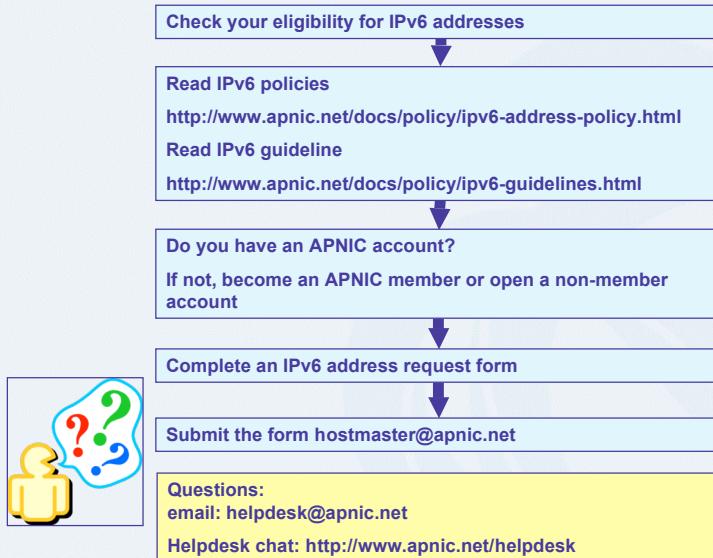 Check your eligibility for IPv6 addresses
Read IPv6 policies
http://www.apnic.net/docs/policy/ipv6-address-policy.html
Read IPv6 guideline
http://www.apnic.net/docs/policy/ipv6-guidelines.html
Do you have an APNIC account?
If not, become an APNIC member or open a non-member
account
Complete an IPv6 address request form
Submit the form hostmaster@apnic.net
? ? ?
Questions:
email: helpdesk@apnic.net
Helpdesk chat: http://www.apnic.net/helpdesk